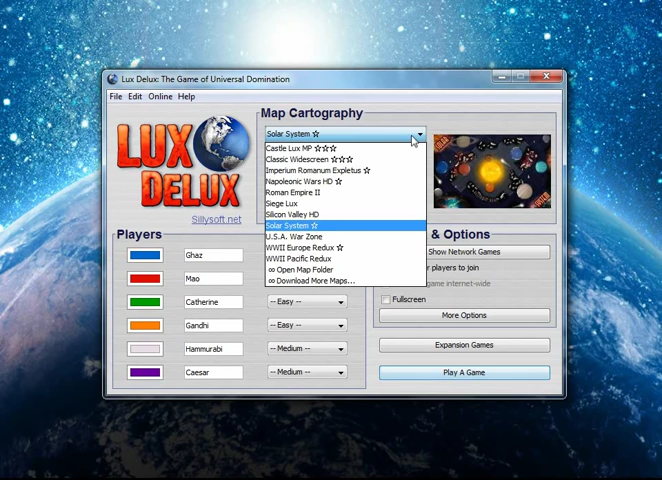 Lux Delux: The Game of Universal Domination
File Edit Online Help
LUX
DELUX
Sillysoft.net
Map Cartography
Solar System ☆
Castle Lux MP ☆☆☆
Classic Widescreen ☆☆☆
Imperium Romanum Expletus ☆
Napoleonic Wars HD ☆
Roman Empire II
Siege Lux
Silicon Valley HD
Solar System ☆
U.S.A. War Zone
WWII Europe Redux ☆
WWII Pacific Redux
∞ Open Map Folder
∞ Download More Maps...
Players
Ghaz
Mao
Catherine
-- Easy --
Gandhi
-- Easy --
Hammurabi
-- Medium --
Caesar
-- Medium --
& Options
Show Network Games
players to join
game internet-wide
Fullscreen
More Options
Expansion Games
Play A Game